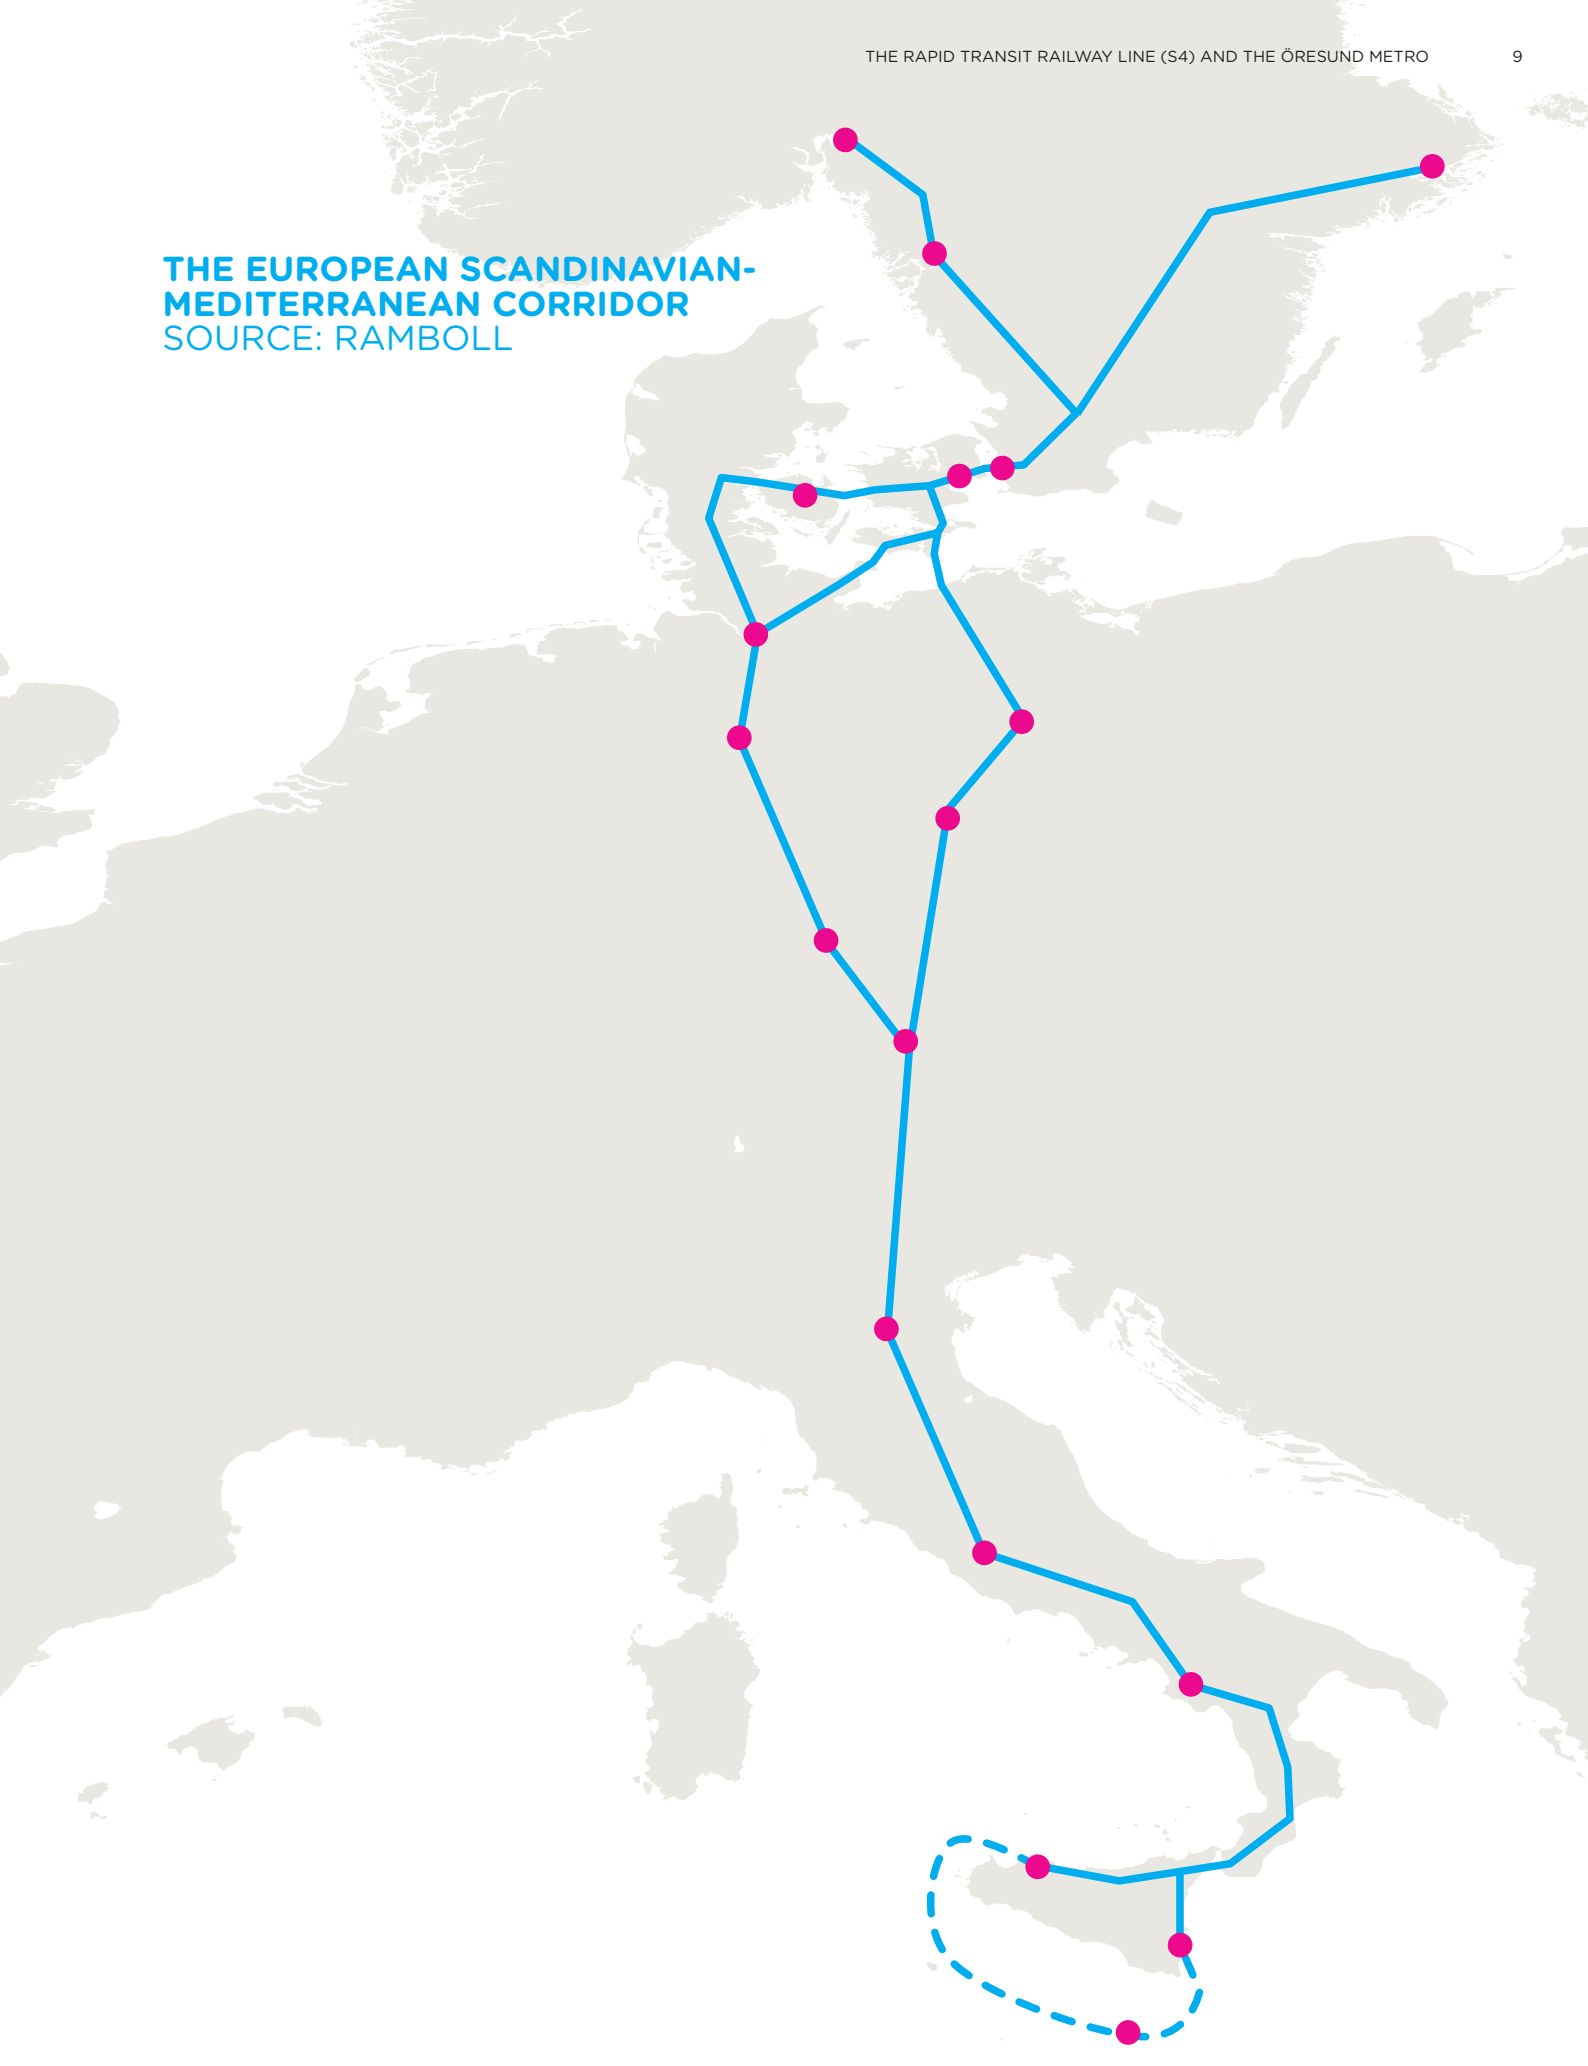 THE RAPID TRANSIT RAILWAY LINE (S4) AND THE ÖRESUND METRO 9
THE EUROPEAN SCANDINAVIAN-
MEDITERRANEAN CORRIDOR
SOURCE: RAMBOLL